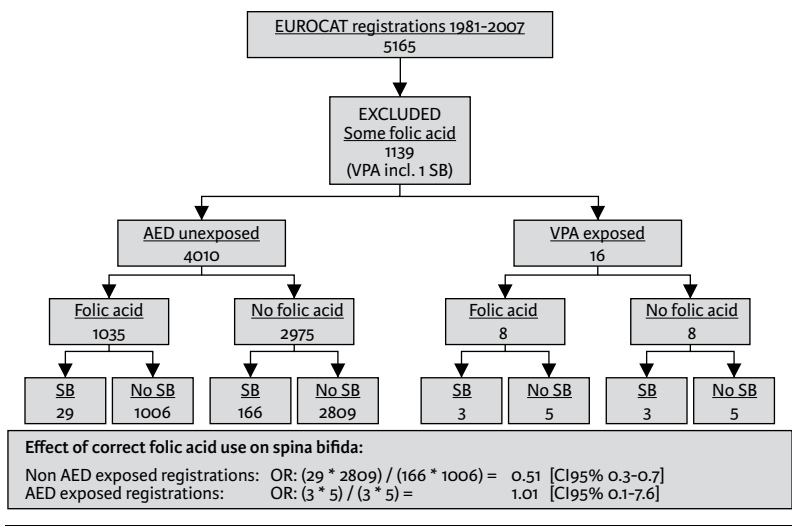 EUROCAT registrations 1981-2007
5165
EXCLUDED
Some folic acid
1139
(VPA incl. 1 SB)
AED unexposed
4010
VPA exposed
16
Folic acid
1035
No folic acid
2975
Folic acid
8
No folic acid
8
SB
29
No SB
1006
SB
166
No SB
2809
SB
3
No SB
5
SB
3
No SB
5
Effect of correct folic acid use on spina bifida:
Non AED exposed registrations: OR: (29 * 2809) / (166 * 1006) = 0.51 [CI95% 0.3-0.7]
AED exposed registrations: OR: (3 * 5) / (3 * 5) = 1.01 [CI95% 0.1-7.6]